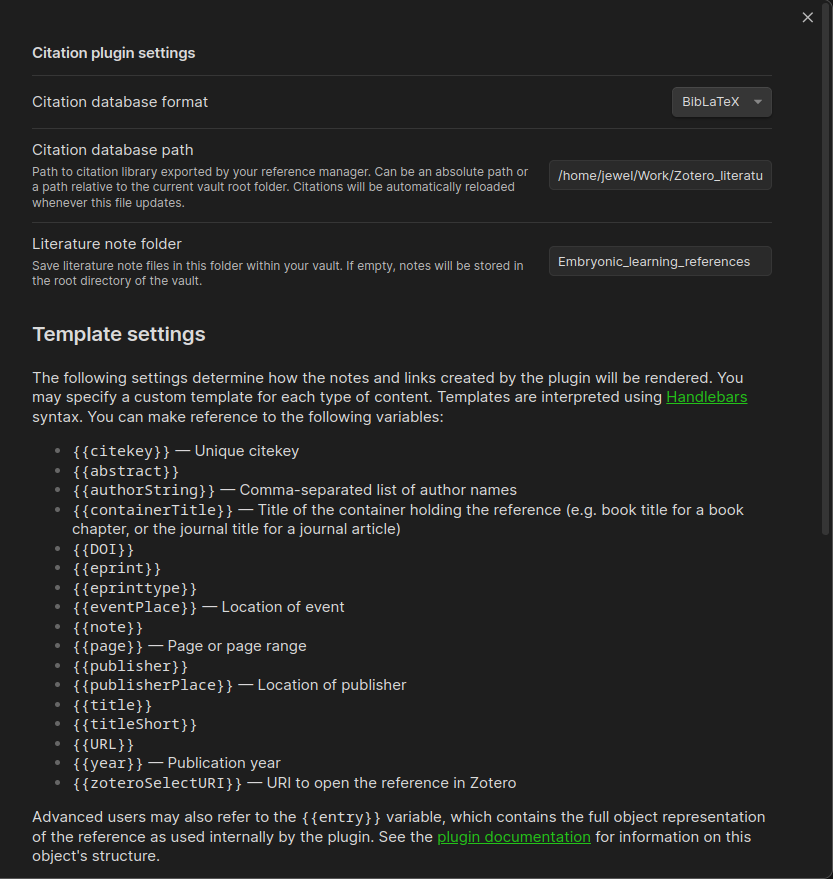 Citation plugin settings
Citation database format
BibLaTeX
Citation database path
Path to citation library exported by your reference manager. Can be an absolute path or
a path relative to the current vault root folder. Citations will be automatically reloaded
whenever this file updates.
/home/jewel/Work/Zotero_literatu
Literature note folder
Save literature note files in this folder within your vault. If empty, notes will be stored in
the root directory of the vault.
Embryonic_learning_references
Template settings
The following settings determine how the notes and links created by the plugin will be rendered. You
may specify a custom template for each type of content. Templates are interpreted using Handlebars
syntax. You can make reference to the following variables:
• {{citekey}} — Unique citekey
• {{abstract}}
• {{authorString}} — Comma-separated list of author names
• {{containerTitle}} — Title of the container holding the reference (e.g. book title for a book
chapter, or the journal title for a journal article)
• {{DOI}}
• {{eprint}}
• {{eprinttype}}
• {{eventPlace}} — Location of event
• {{note}}
• {{page}} — Page or page range
• {{publisher}}
• {{publisherPlace}} — Location of publisher
• {{title}}
• {{titleShort}}
• {{URL}}
• {{year}} — Publication year
• {{zoteroSelectURI}} — URI to open the reference in Zotero
Advanced users may also refer to the {{entry}} variable, which contains the full object representation
of the reference as used internally by the plugin. See the plugin documentation for information on this
object's structure.